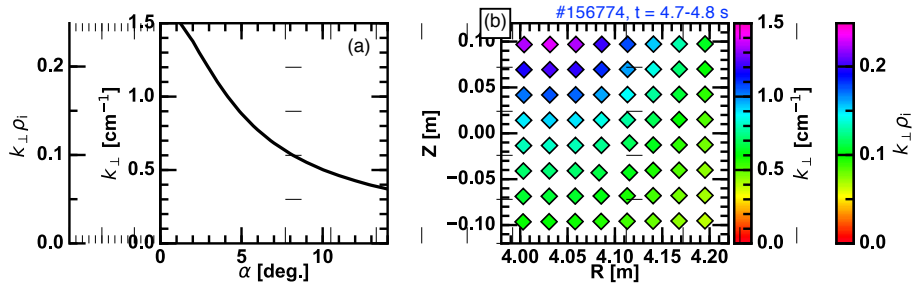 #156774, t = 4.7-4.8 s
(a)
(b)
k⊥ρi
0.2
0.1
0.0
k⊥ [cm⁻¹]
1.5
1.0
0.5
0.0
0 5 10
α [deg.]
Z [m]
0.10
0.05
0.00
−0.05
−0.10
4.00 4.05 4.10 4.15 4.20
R [m]
1.5
1.0
0.5
0.0
k⊥ [cm⁻¹]
0.2
0.1
0.0
k⊥ρi